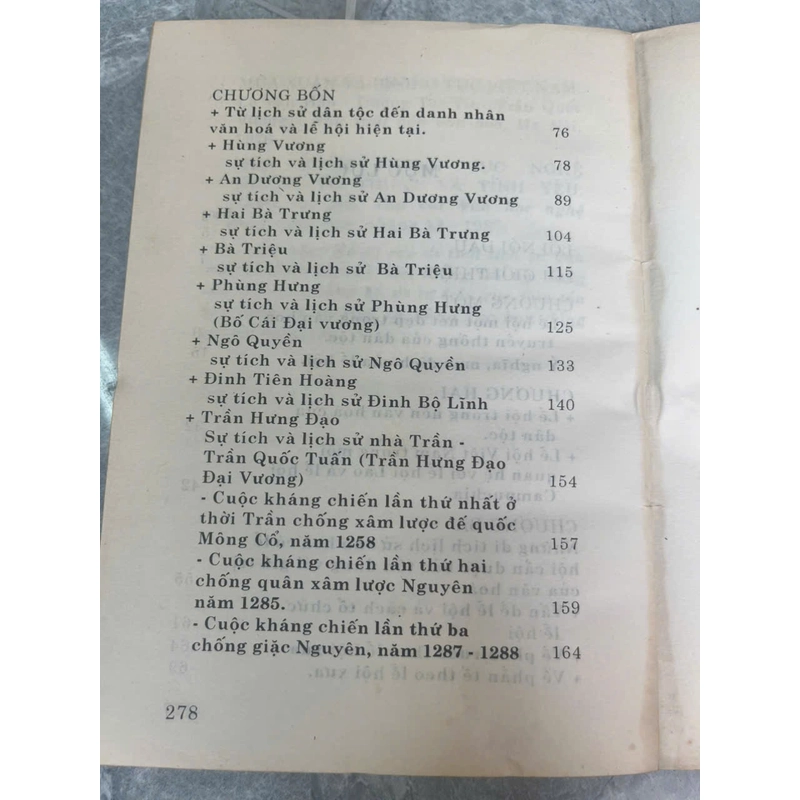 CHƯƠNG BỐN
+ Từ lịch sử dân tộc đến danh nhân
văn hoá và lễ hội hiện tại. 76
+ Hùng Vương
sự tích và lịch sử Hùng Vương. 78
+ An Dương Vương
sự tích và lịch sử An Dương Vương 89
+ Hai Bà Trưng
sự tích và lịch sử Hai Bà Trưng 104
+ Bà Triệu
sự tích và lịch sử Bà Triệu 115
+ Phùng Hưng
sự tích và lịch sử Phùng Hưng
(Bố Cái Đại vương) 125
+ Ngô Quyền
sự tích và lịch sử Ngô Quyền 133
+ Đinh Tiên Hoàng
sự tích và lịch sử Đinh Bộ Lĩnh 140
+ Trần Hưng Đạo
Sự tích và lịch sử nhà Trần -
Trần Quốc Tuấn (Trần Hưng Đạo
Đại Vương) 154
- Cuộc kháng chiến lần thứ nhất ở
thời Trần chống xâm lược đế quốc
Mông Cổ, năm 1258 157
- Cuộc kháng chiến lần thứ hai
chống quân xâm lược Nguyên
năm 1285. 159
- Cuộc kháng chiến lần thứ ba
chống giặc Nguyên, năm 1287 - 1288 164
278